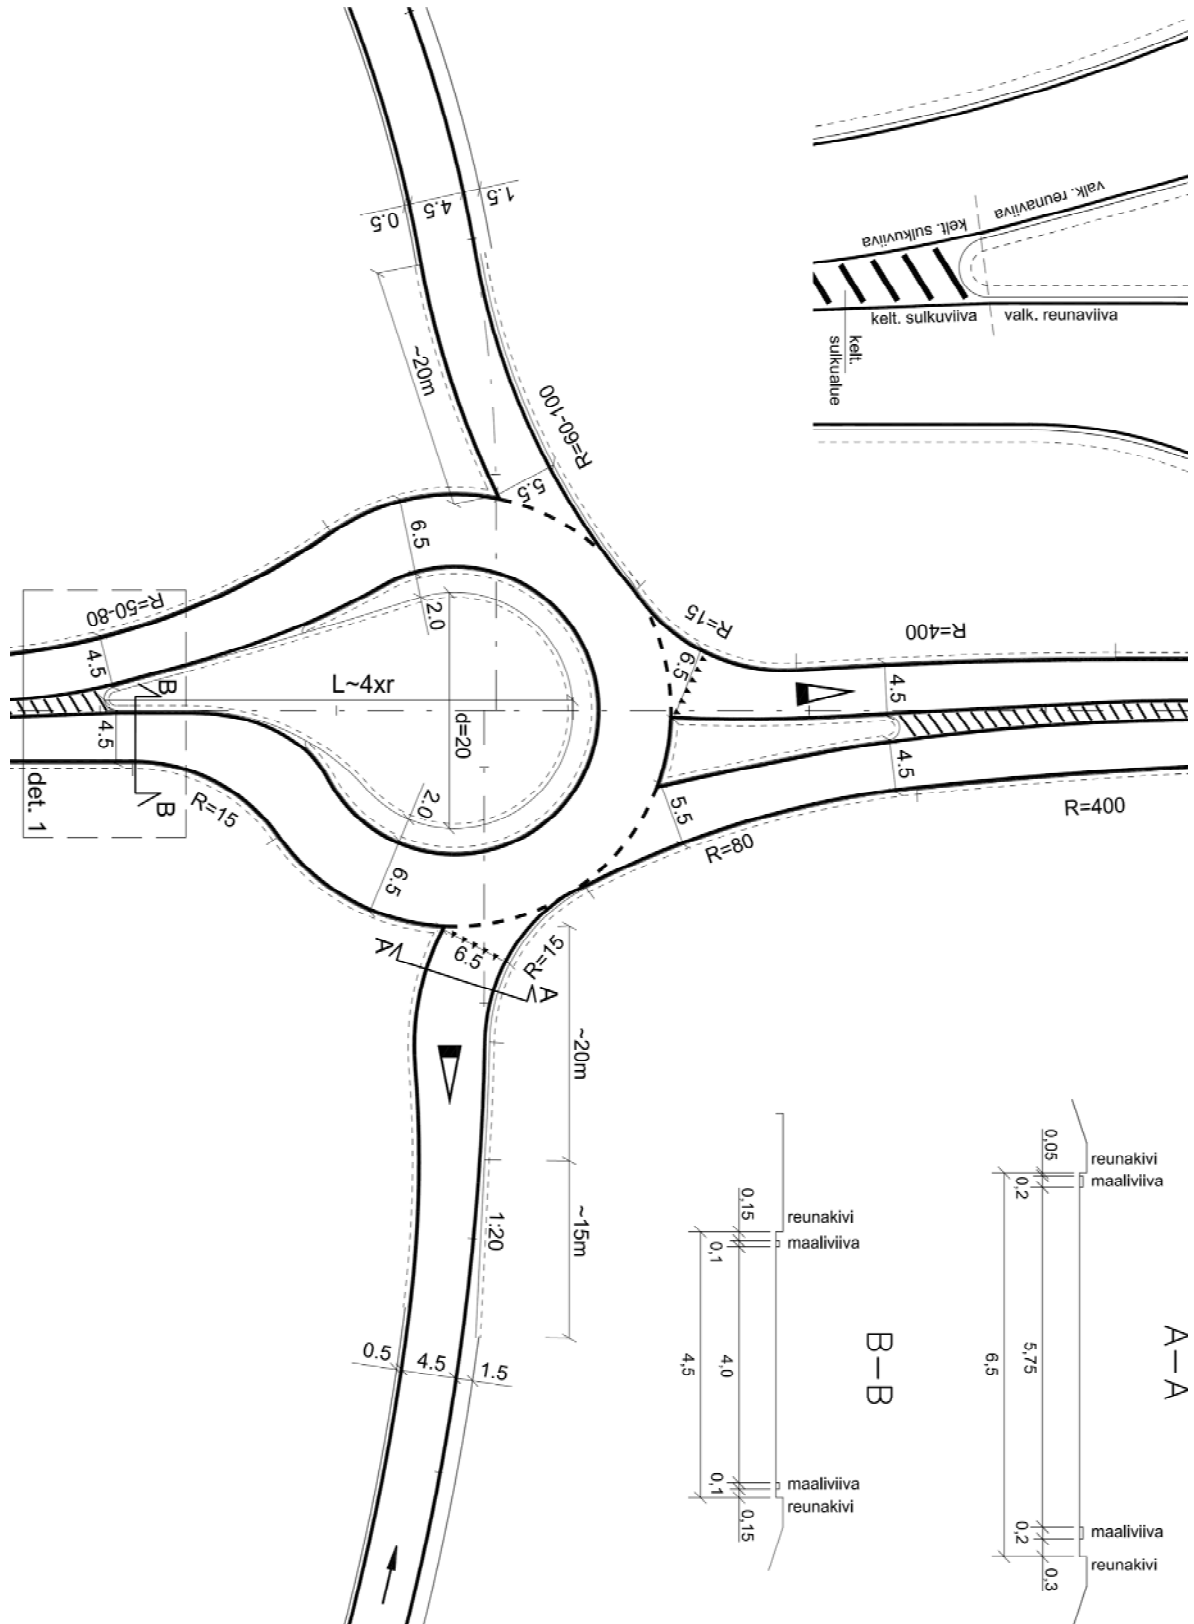 valk. reunaviiva
kelt. sulkuviiva
kelt. sulkuviiva
valk. reunaviiva
kelt.
sulkualue
0.5
4.5
1.5
~20m
R=60-100
5.5
6.5
2.0
R=15
6.5
R=400
R=50-80
4.5
B
L~4xr
d=20
4.5
4.5
4.5
det. 1
B
R=15
2.0
6.5
5.5
R=80
R=400
A
6.5
R=15
A
~20m
1:20
~15m
0.5
4.5
1.5
0,15
reunakivi
0,1
maaliviiva
4,5
4,0
B-B
0,1
maaliviiva
0,15
reunakivi
0,05
reunakivi
0,2
maaliviiva
6,5
5,75
A-A
0,2
maaliviiva
0,3
reunakivi